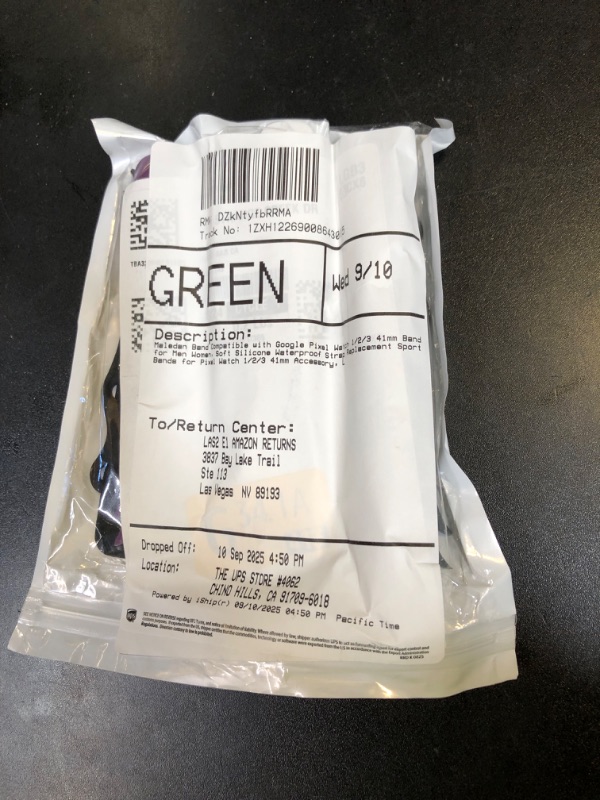 RMA DZkNtyfbRRMA
Track No: 1ZXH12269008643
GREEN
Wed 9/10
Description:
Meledan Band Compatible with Google Pixel Watch 1/2/3 41mm Band
for Men Women, Soft Silicone Waterproof Strap Replacement Sport
Bands for Pixel Watch 1/2/3 41mm Accessory, L
To/Return Center:
LAS2 E1 AMAZON RETURNS
3837 Bay Lake Trail
Ste 113
Las Vegas NV 89193
Dropped Off: 10 Sep 2025 4:50 PM
Location: THE UPS STORE #4062
CHINO HILLS, CA 91709-6018
Powered by iShip(r) 09/10/2025 04:50 PM Pacific Time